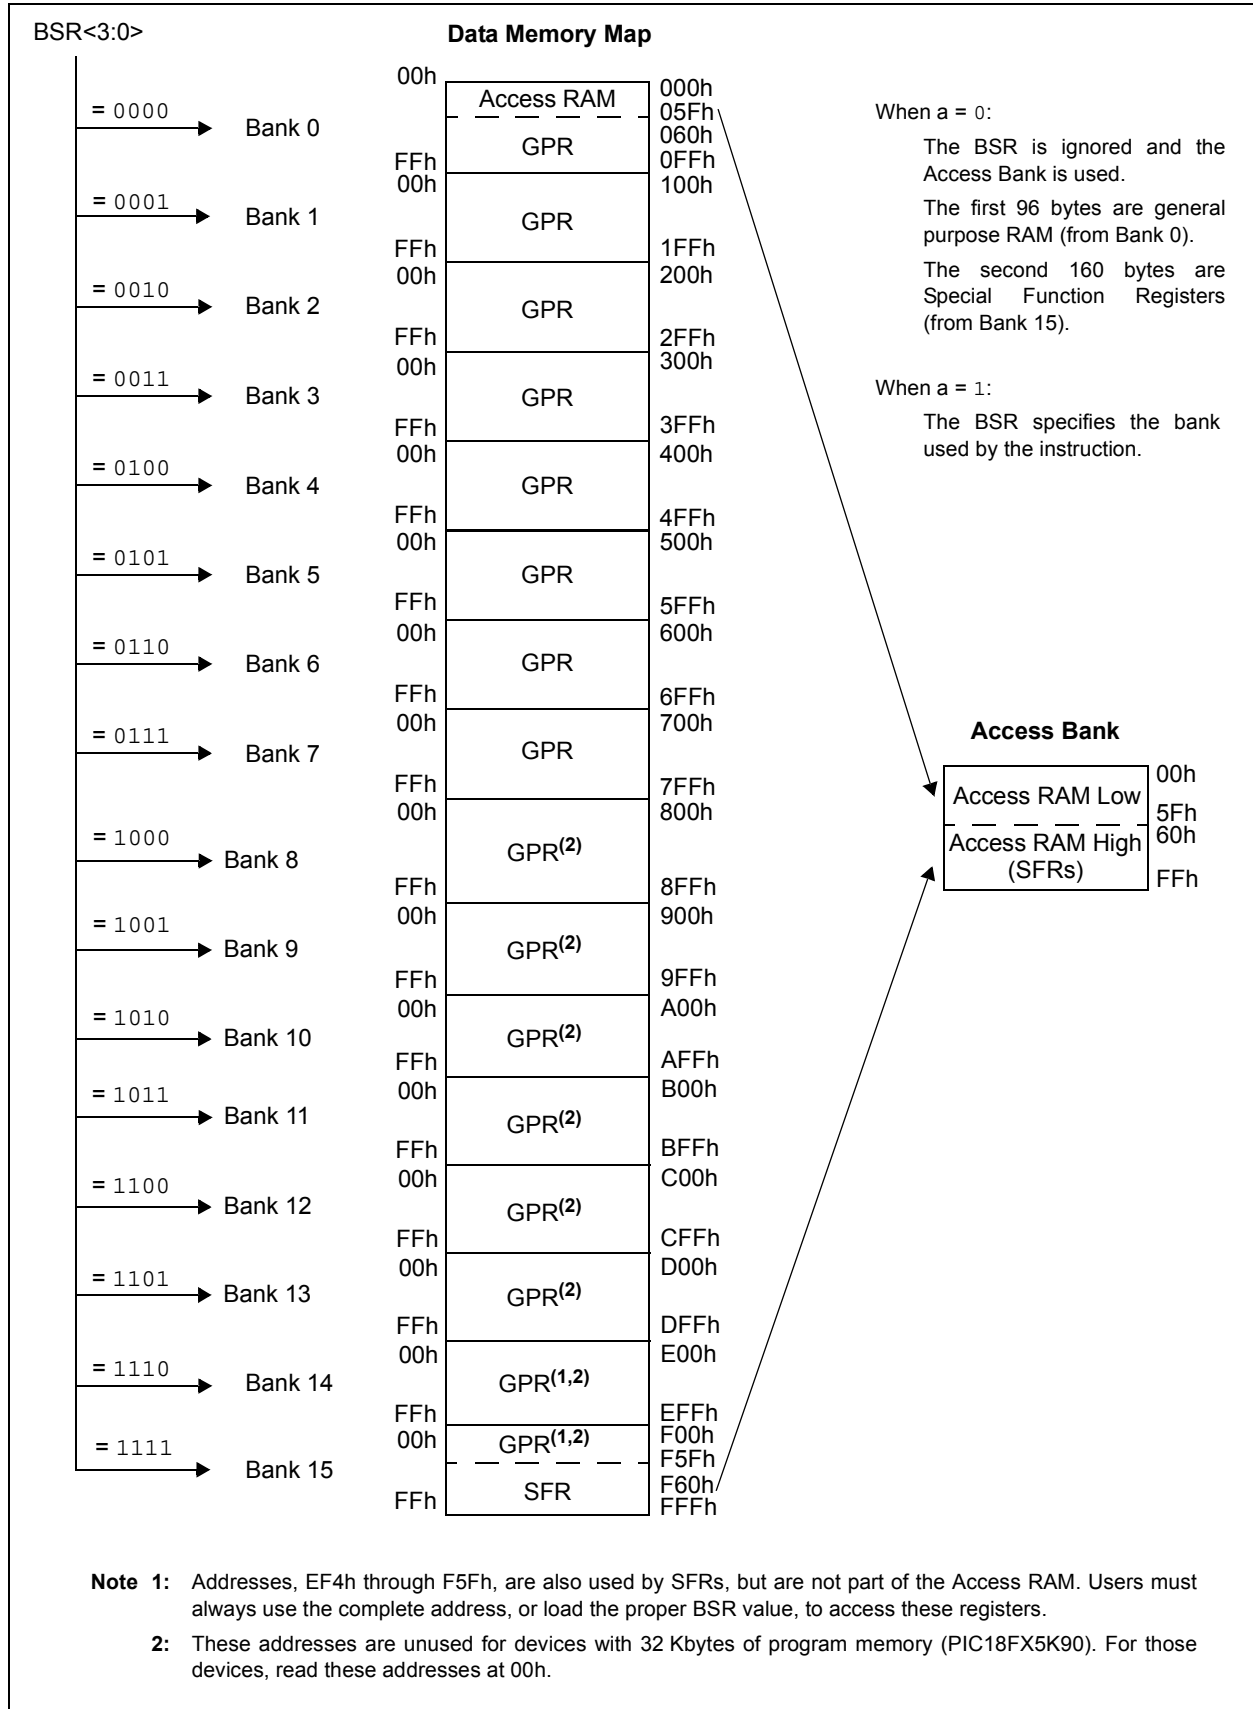 BSR<3:0>
Data Memory Map
= 0000
Bank 0
00h
Access RAM
000h
05Fh
GPR
060h
FFh
0FFh
= 0001
Bank 1
00h
GPR
100h
FFh
1FFh
= 0010
Bank 2
00h
GPR
200h
FFh
2FFh
= 0011
Bank 3
00h
GPR
300h
FFh
3FFh
= 0100
Bank 4
00h
GPR
400h
FFh
4FFh
= 0101
Bank 5
00h
GPR
500h
FFh
5FFh
= 0110
Bank 6
00h
GPR
600h
FFh
6FFh
= 0111
Bank 7
00h
GPR
700h
FFh
7FFh
= 1000
Bank 8
00h
GPR(2)
800h
FFh
8FFh
= 1001
Bank 9
00h
GPR(2)
900h
FFh
9FFh
= 1010
Bank 10
00h
GPR(2)
A00h
FFh
AFFh
= 1011
Bank 11
00h
GPR(2)
B00h
FFh
BFFh
= 1100
Bank 12
00h
GPR(2)
C00h
FFh
CFFh
= 1101
Bank 13
00h
GPR(2)
D00h
FFh
DFFh
= 1110
Bank 14
00h
GPR(1,2)
E00h
FFh
EFFh
= 1111
Bank 15
00h
GPR(1,2)
F00h
F5Fh
SFR
F60h
FFh
FFFh
When a = 0:
The BSR is ignored and the
Access Bank is used.
The first 96 bytes are general
purpose RAM (from Bank 0).
The second 160 bytes are
Special Function Registers
(from Bank 15).
When a = 1:
The BSR specifies the bank
used by the instruction.
Access Bank
Access RAM Low
00h
5Fh
Access RAM High
(SFRs)
60h
FFh
Note 1: Addresses, EF4h through F5Fh, are also used by SFRs, but are not part of the Access RAM. Users must
always use the complete address, or load the proper BSR value, to access these registers.
2: These addresses are unused for devices with 32 Kbytes of program memory (PIC18FX5K90). For those
devices, read these addresses at 00h.